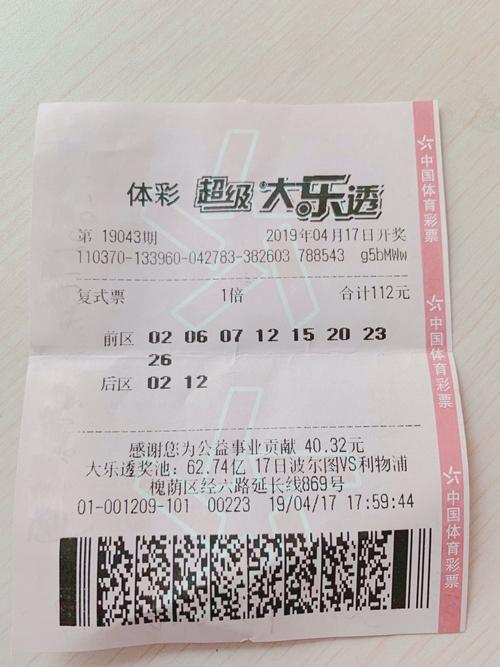 体彩 超级大乐透
第 19043期 2019年04月17日开奖
110370-133960-042783-382603 788543 g5bMWw
复式票 1倍 合计112元
前区 02 06 07 12 15 20 23
26
后区 02 12
感谢您为公益事业贡献 40.32元
大乐透奖池：62.74亿 17日波尔图VS利物浦
槐荫区经六路延长线869号
01-001209-101 00223 19/04/17 17:59:44
中国体育彩票
中国体育彩票
中国体育彩票